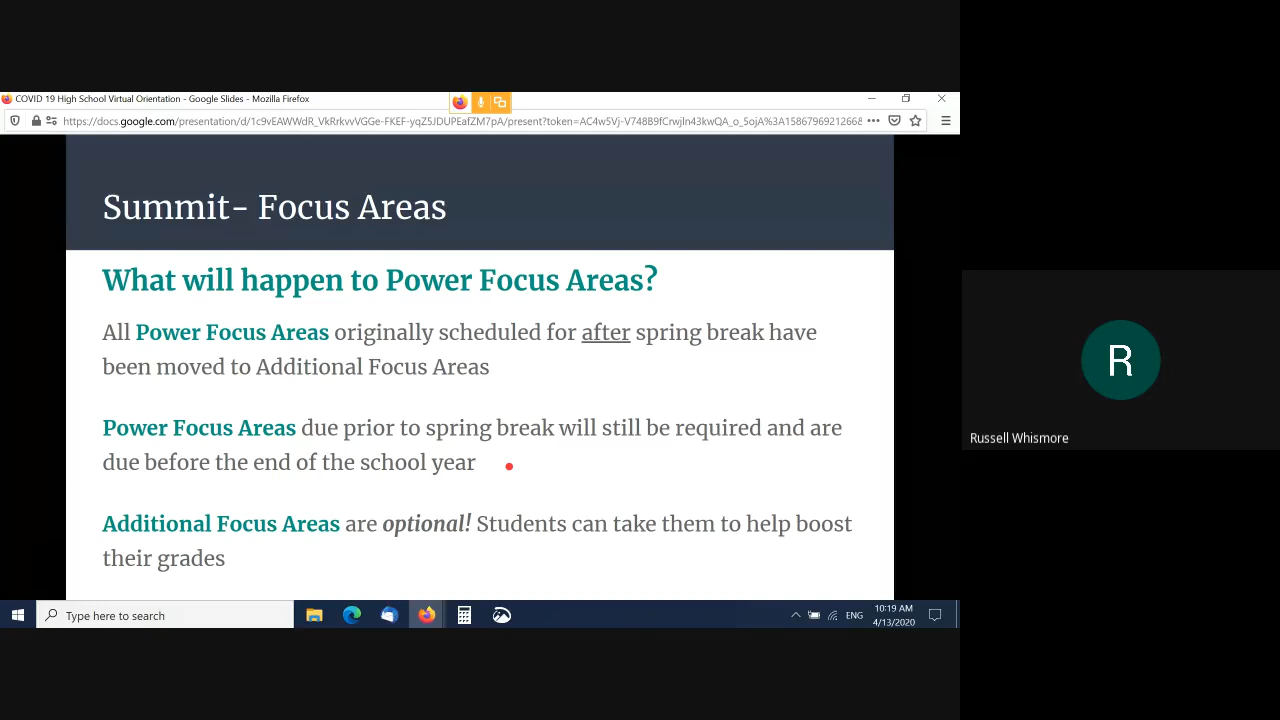 COVID 19 High School Virtual Orientation - Google Slides - Mozilla Firefox
Summit- Focus Areas
What will happen to Power Focus Areas?
All Power Focus Areas originally scheduled for after spring break have
been moved to Additional Focus Areas
Power Focus Areas due prior to spring break will still be required and are
due before the end of the school year
Additional Focus Areas are optional! Students can take them to help boost
their grades
R
Russell Whismore
Type here to search
ENG
10:19 AM
4/13/2020